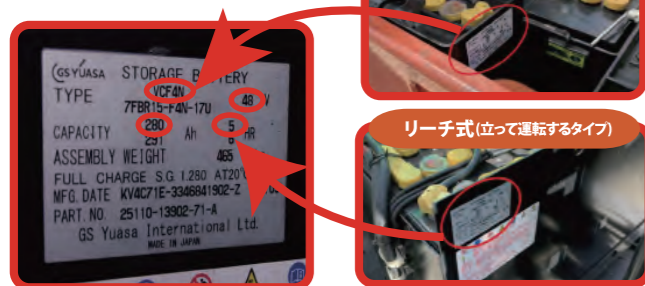 GS YUASA STORAGE BATTERY
TYPE VCF4N 48 V
7FBR15-F4N-17U
CAPACITY 280 Ah 5 HR
291 6
ASSEMBLY WEIGHT 465
FULL CHARGE S.G. 1.280 AT20°
MFG. DATE KV4C71E-3346841902-Z
PART. NO. 25110-13902-71-A
GS Yuasa International Ltd.
MADE IN JAPAN
リーチ式(立って運転するタイプ)